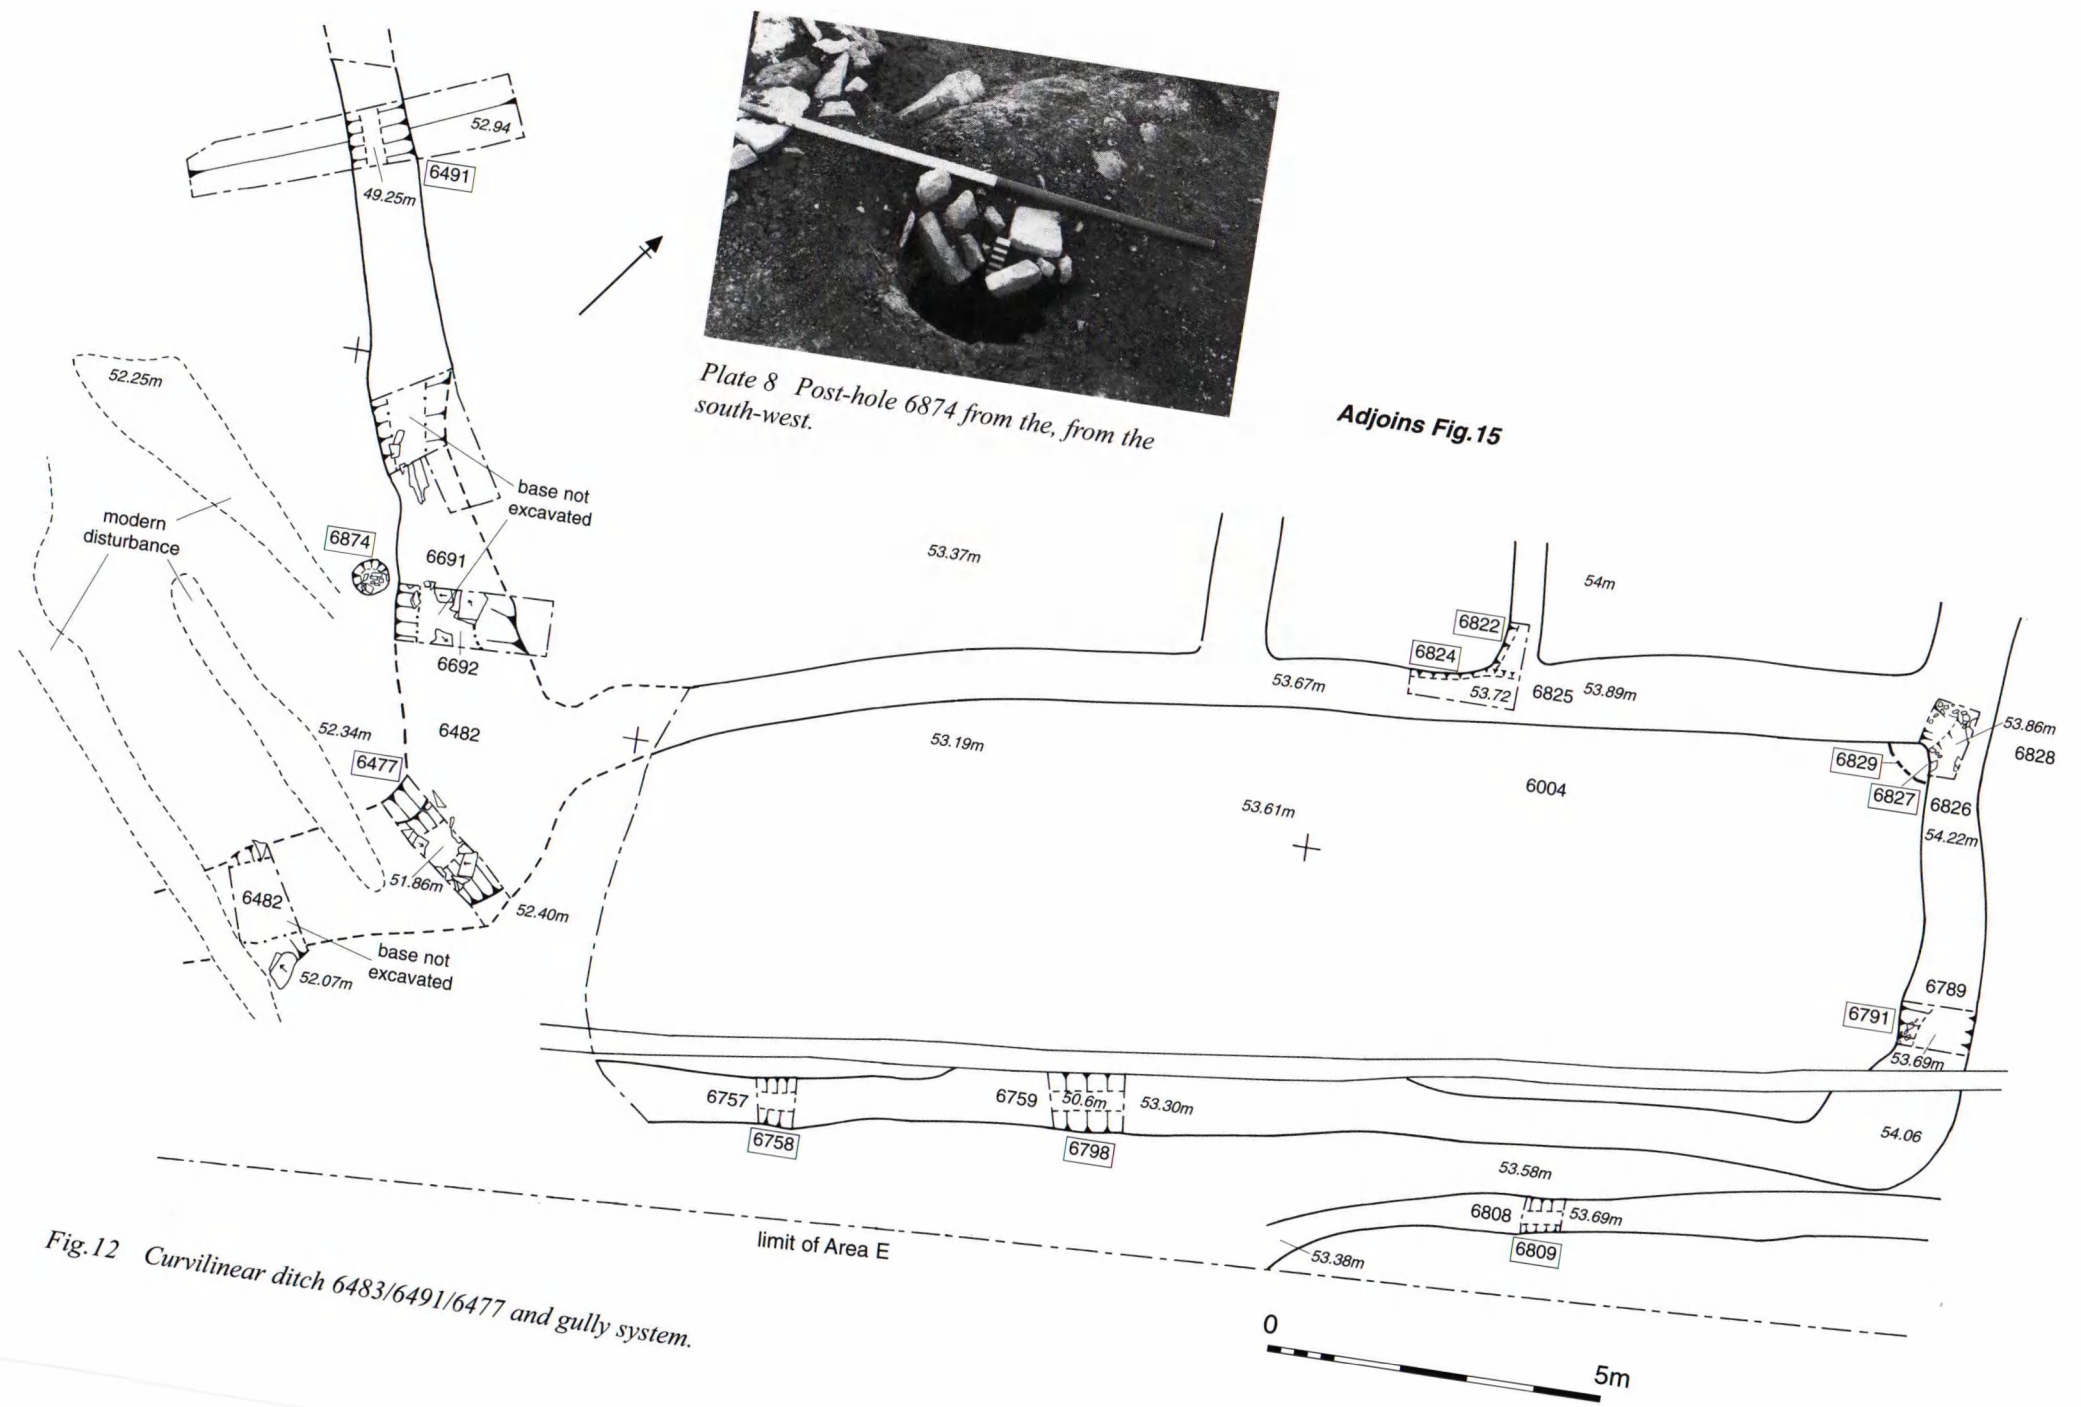 52.94
6491
49.25m
Plate 8 Post-hole 6874 from the, from the
south-west.
Adjoins Fig.15
52.25m
base not
excavated
modern
disturbance
6874
6691
6692
53.37m
54m
6822
6824
53.67m
53.72
6825
53.89m
52.34m
6482
6477
53.19m
53.61m
6004
53.86m
6828
6829
6827
6826
54.22m
51.86m
52.40m
6482
base not
excavated
52.07m
6789
6791
53.69m
6757
6758
6759
50.6m
53.30m
6798
54.06
53.58m
6808
53.69m
6809
53.38m
limit of Area E
Fig.12 Curvilinear ditch 6483/6491/6477 and gully system.
0
5m